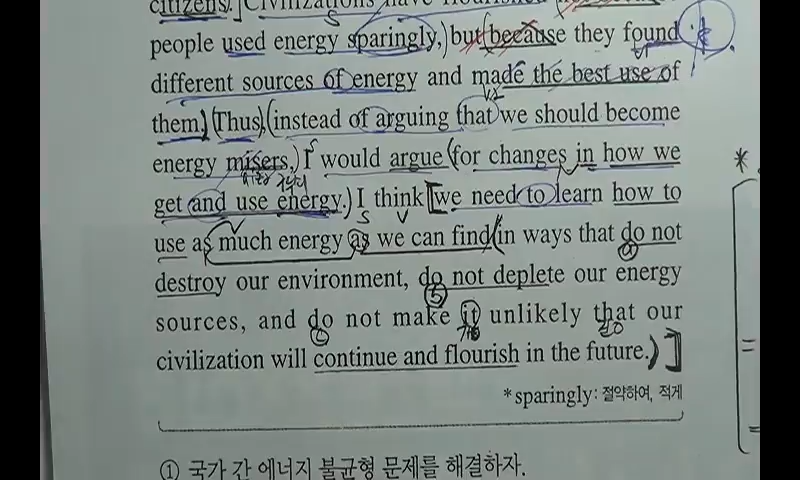 citizens. Civilizations have flourished
people used energy sparingly, but because they found
different sources of energy and made the best use of
them. Thus, instead of arguing that we should become
energy misers, I would argue for changes in how we
get and use energy. I think we need to learn how to
use as much energy as we can find in ways that do not
destroy our environment, do not deplete our energy
sources, and do not make it unlikely that our
civilization will continue and flourish in the future.
*sparingly: 절약하여, 적게
① 국가 간 에너지 불균형 문제를 해결하자.